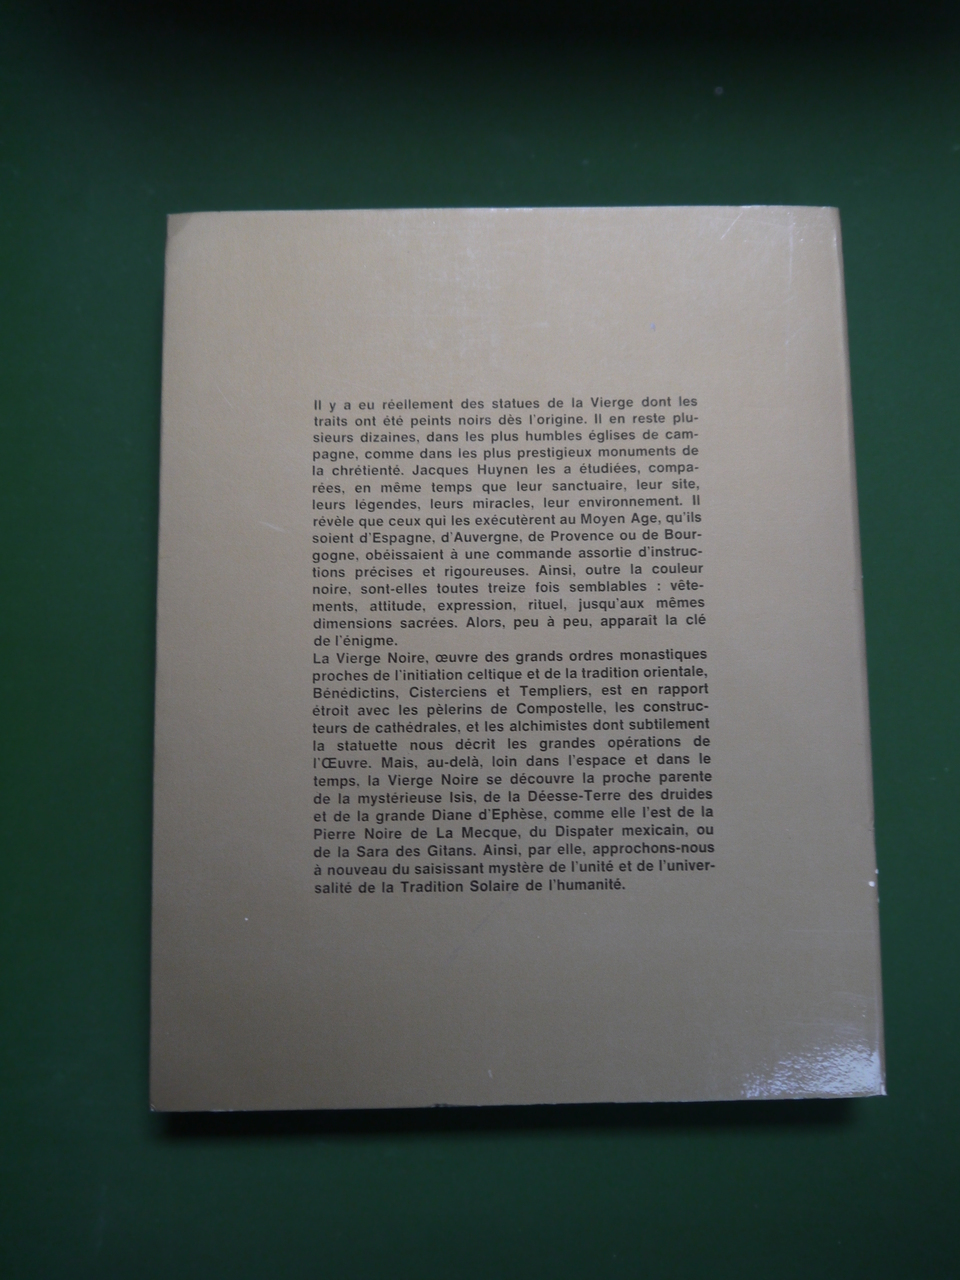 Il y a eu réellement des statues de la Vierge dont les
traits ont été peints noirs dès l'origine. Il en reste plu-
sieurs dizaines, dans les plus humbles églises de cam-
pagne, comme dans les plus prestigieux monuments de
la chrétienté. Jacques Huynen les a étudiées, compa-
rées, en même temps que leur sanctuaire, leur site,
leurs légendes, leurs miracles, leur environnement. Il
révèle que ceux qui les exécutèrent au Moyen Age, qu'ils
soient d'Espagne, d'Auvergne, de Provence ou de Bour-
gogne, obéissaient à une commande assortie d'instruc-
tions précises et rigoureuses. Ainsi, outre la couleur
noire, sont-elles toutes treize fois semblables : vête-
ments, attitude, expression, rituel, jusqu'aux mêmes
dimensions sacrées. Alors, peu à peu, apparait la clé
de l'énigme.
La Vierge Noire, œuvre des grands ordres monastiques
proches de l'initiation celtique et de la tradition orientale,
Bénédictins, Cisterciens et Templiers, est en rapport
étroit avec les pèlerins de Compostelle, les construc-
teurs de cathédrales, et les alchimistes dont subtilement
la statuette nous décrit les grandes opérations de
l'Œuvre. Mais, au-delà, loin dans l'espace et dans le
temps, la Vierge Noire se découvre la proche parente
de la mystérieuse Isis, de la Déesse-Terre des druides
et de la grande Diane d'Ephèse, comme elle l'est de la
Pierre Noire de La Mecque, du Dispater mexicain, ou
de la Sara des Gitans. Ainsi, par elle, approchons-nous
à nouveau du saisissant mystère de l'unité et de l'univer-
salité de la Tradition Solaire de l'humanité.